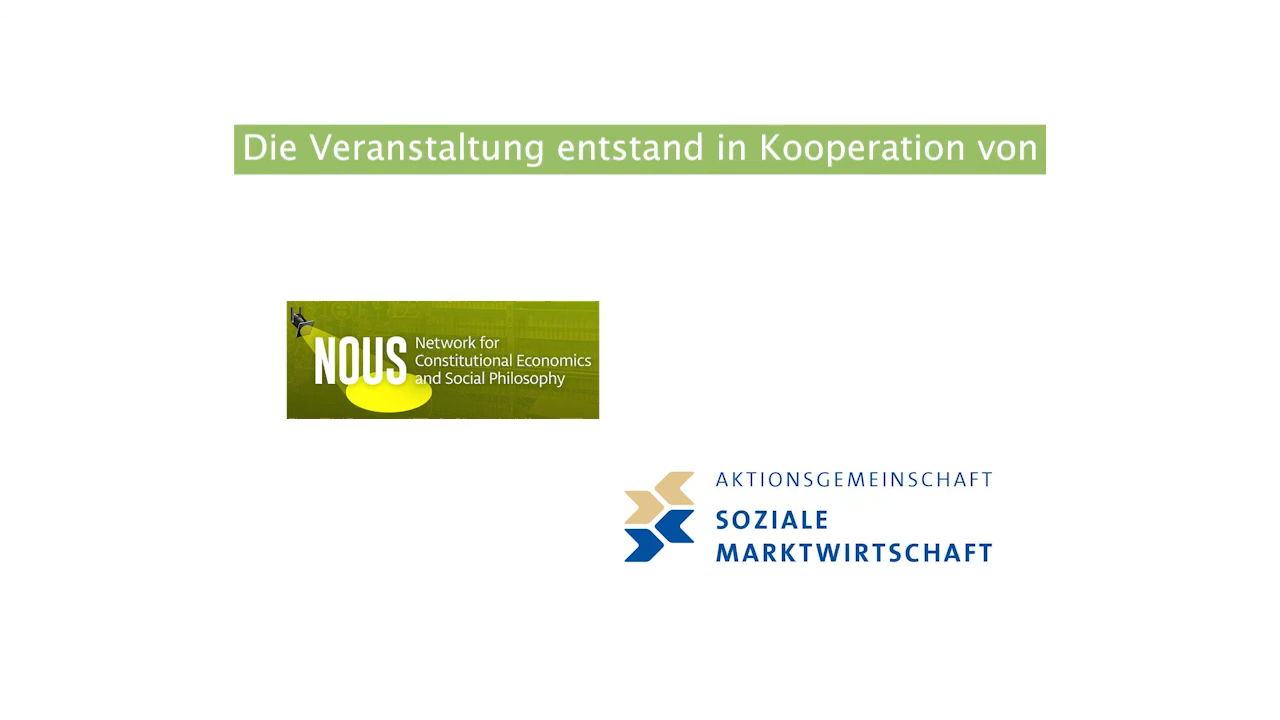 Die Veranstaltung entstand in Kooperation von
NOUS
Network for
Constitutional Economics
and Social Philosophy
AKTIONSGEMEINSCHAFT
SOZIALE
MARKTWIRTSCHAFT